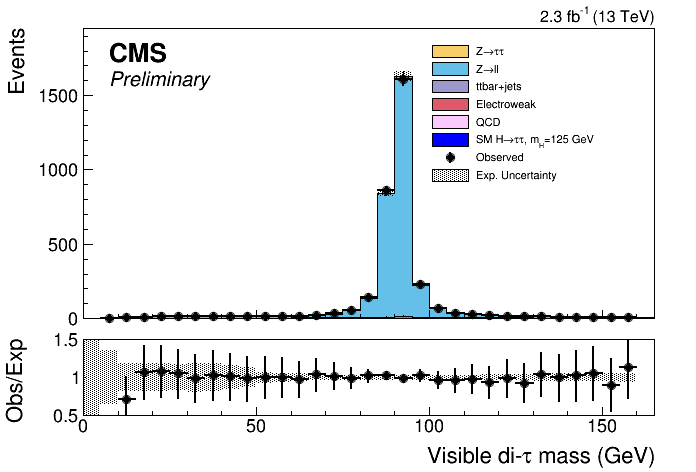 2.3 fb⁻¹ (13 TeV)
Events
CMS
Preliminary
Z→ττ
Z→ll
ttbar+jets
Electroweak
QCD
SM H→ττ, m_H=125 GeV
Observed
Exp. Uncertainty
1500
1000
500
0
Obs/Exp
1.5
1
0.5
0 50 100 150
Visible di-τ mass (GeV)